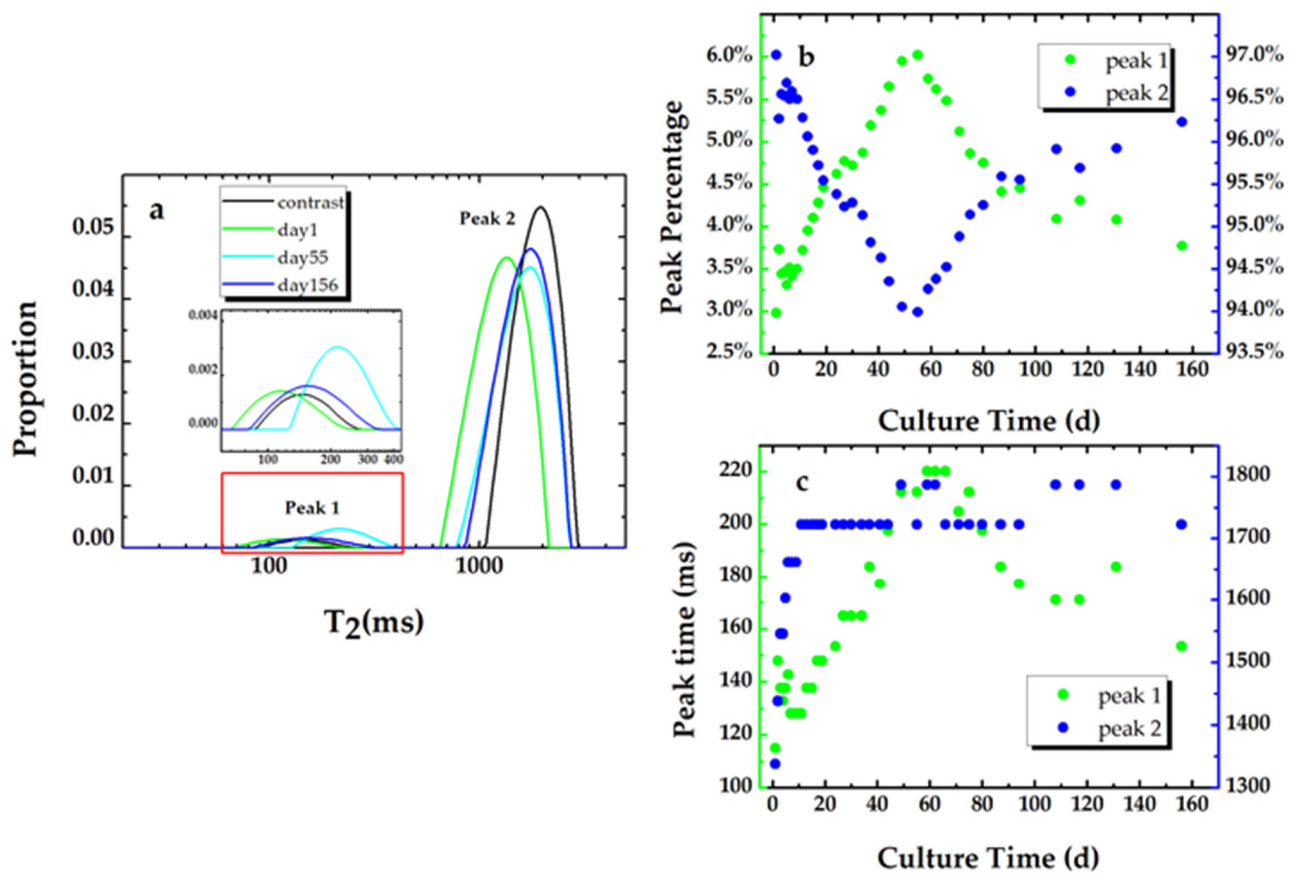 a
Peak 2
contrast
day1
day55
day156
0.05
0.04
0.03
0.02
0.01
0.00
Proportion
0.004
0.002
0.000
100 200 300 400
Peak 1
100 1000
T2(ms)
b
peak 1
peak 2
6.0%
5.5%
5.0%
4.5%
4.0%
3.5%
3.0%
2.5%
Peak Percentage
97.0%
96.5%
96.0%
95.5%
95.0%
94.5%
94.0%
93.5%
0 20 40 60 80 100 120 140 160
Culture Time (d)
c
220
200
180
160
140
120
100
Peak time (ms)
1800
1700
1600
1500
1400
1300
peak 1
peak 2
0 20 40 60 80 100 120 140 160
Culture Time (d)